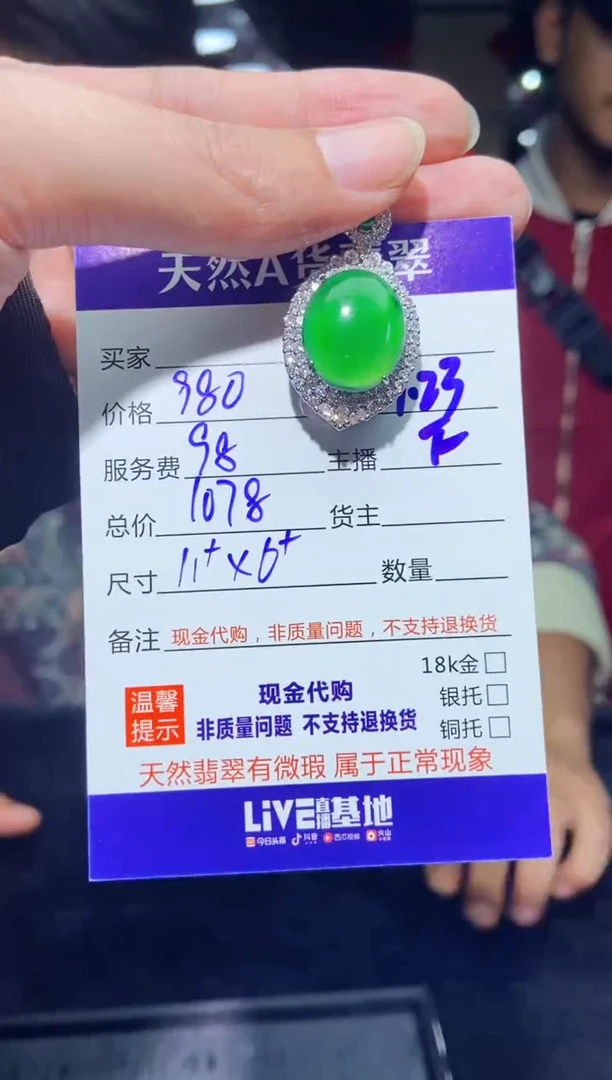 天然A货翡翠
买家
价格 980
服务费 98 主播
总价 1078 货主
尺寸 11+×6+ 数量
备注 现金代购，非质量问题，不支持退换货
18k金
温馨提示
现金代购
银托
非质量问题 不支持退换货
铜托
天然翡翠有微瑕 属于正常现象
LiVE直播基地
今日头条 抖音 西瓜视频 火山小视频